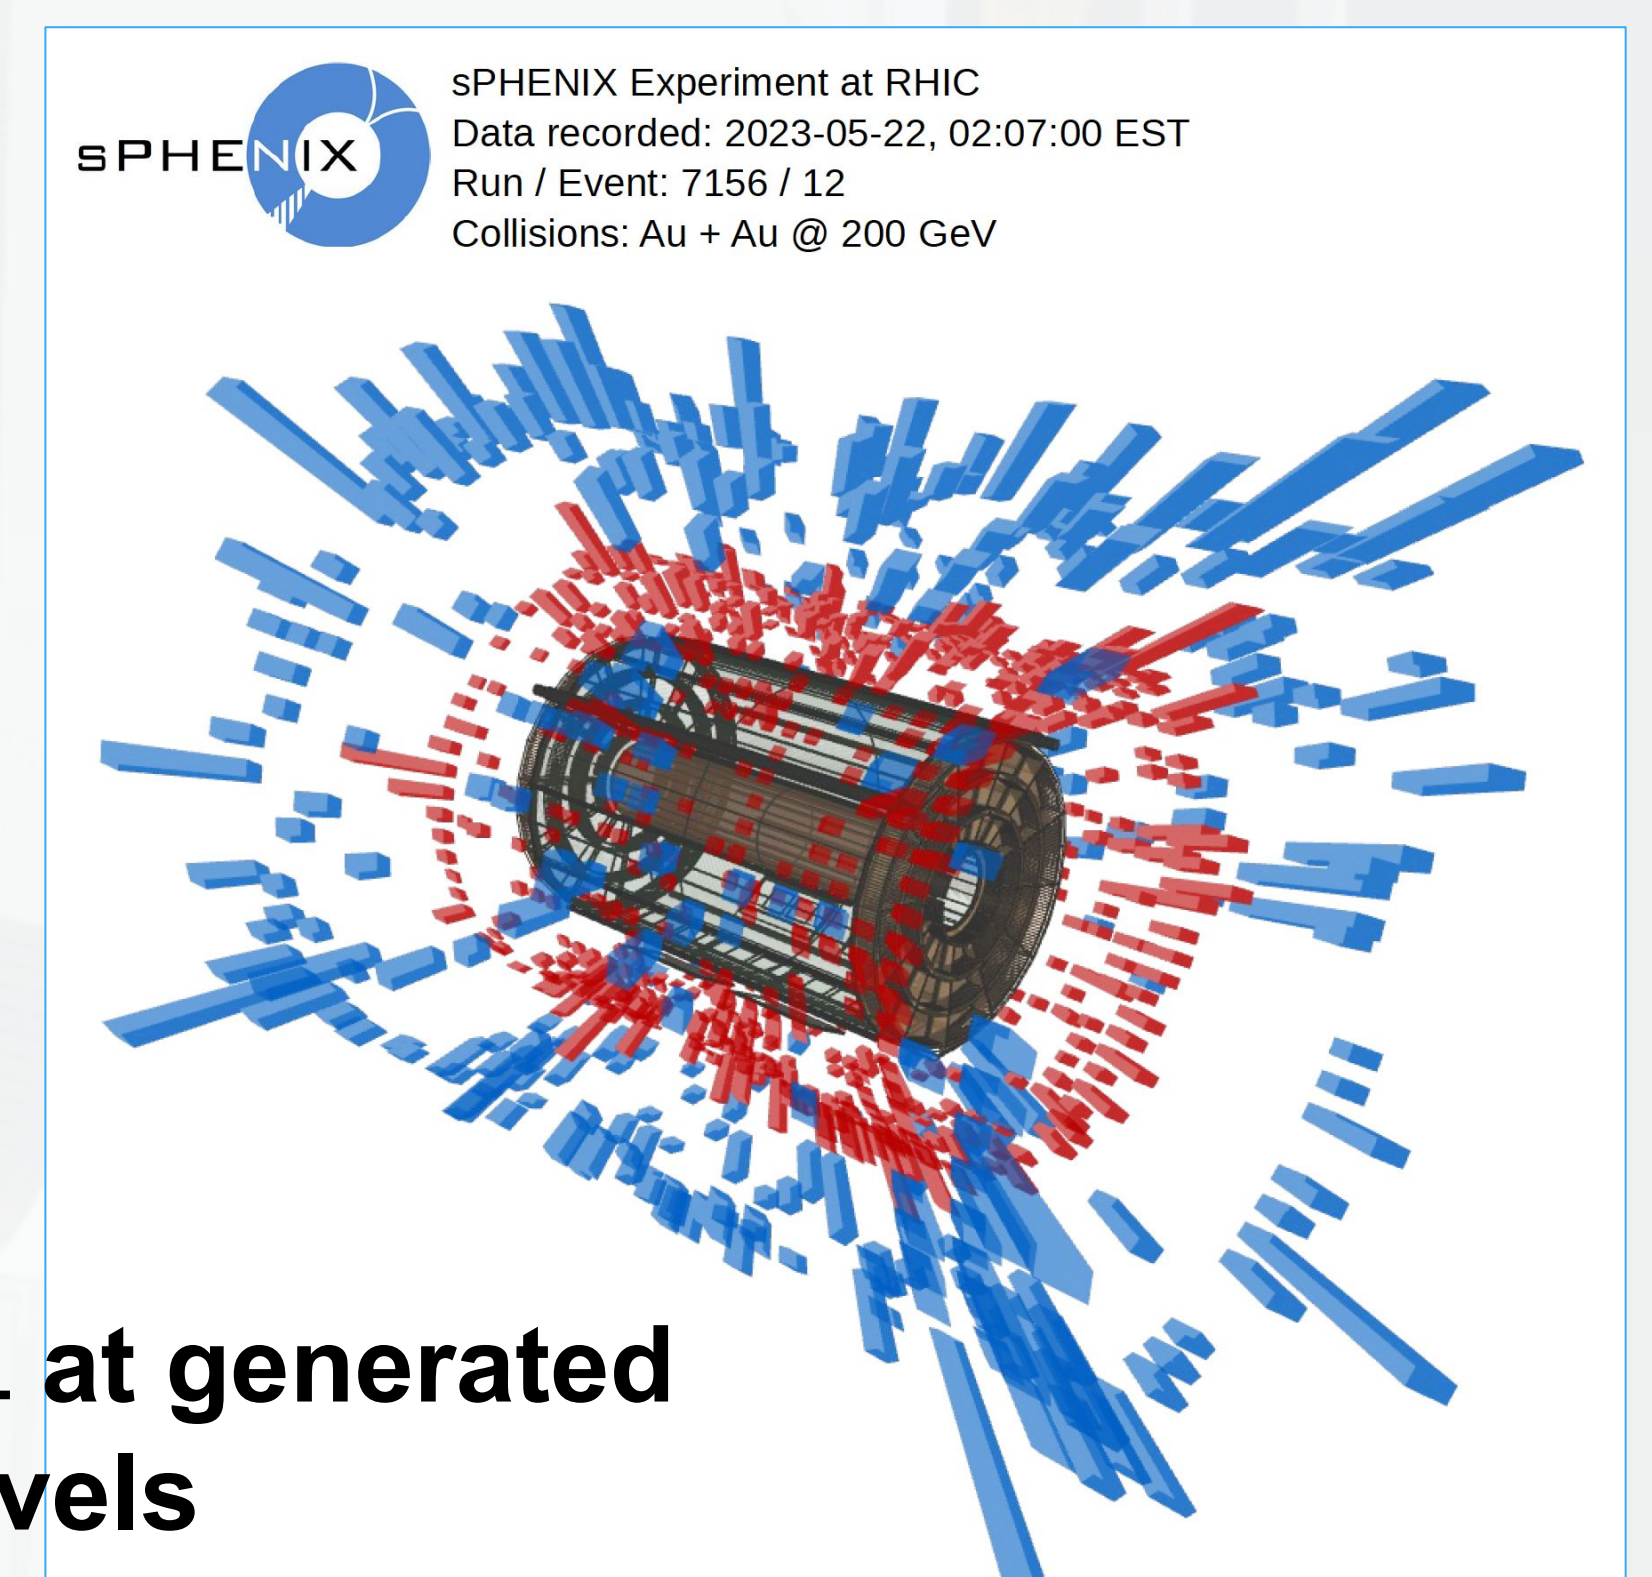 sPHENIX
sPHENIX Experiment at RHIC
Data recorded: 2023-05-22, 02:07:00 EST
Run / Event: 7156 / 12
Collisions: Au + Au @ 200 GeV
at generated
vels